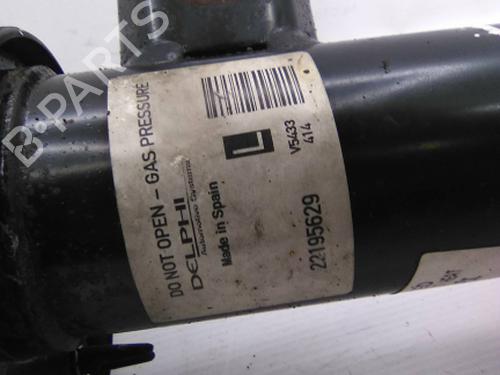 DO NOT OPEN - GAS PRESSURE
DELPHI
Automotive Systems
Made in Spain
L
V5433
414
22195629
B-PARTS